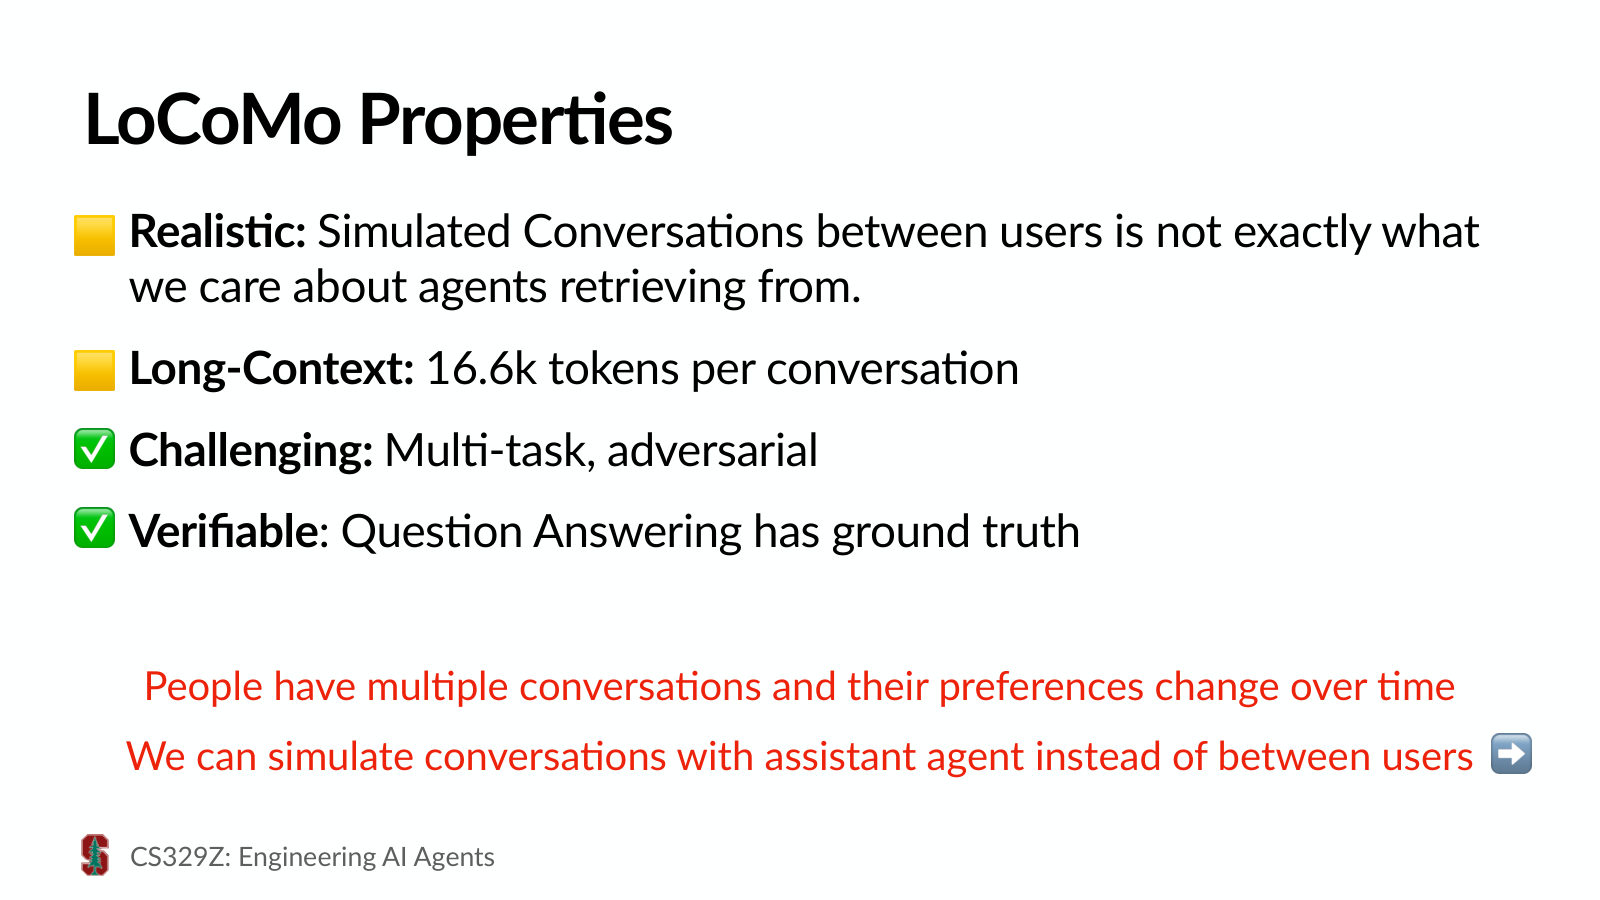 LoCoMo Properties
Realistic: Simulated Conversations between users is not exactly what
we care about agents retrieving from.
Long-Context: 16.6k tokens per conversation
Challenging: Multi-task, adversarial
Verifiable: Question Answering has ground truth
People have multiple conversations and their preferences change over time
We can simulate conversations with assistant agent instead of between users
CS329Z: Engineering AI Agents